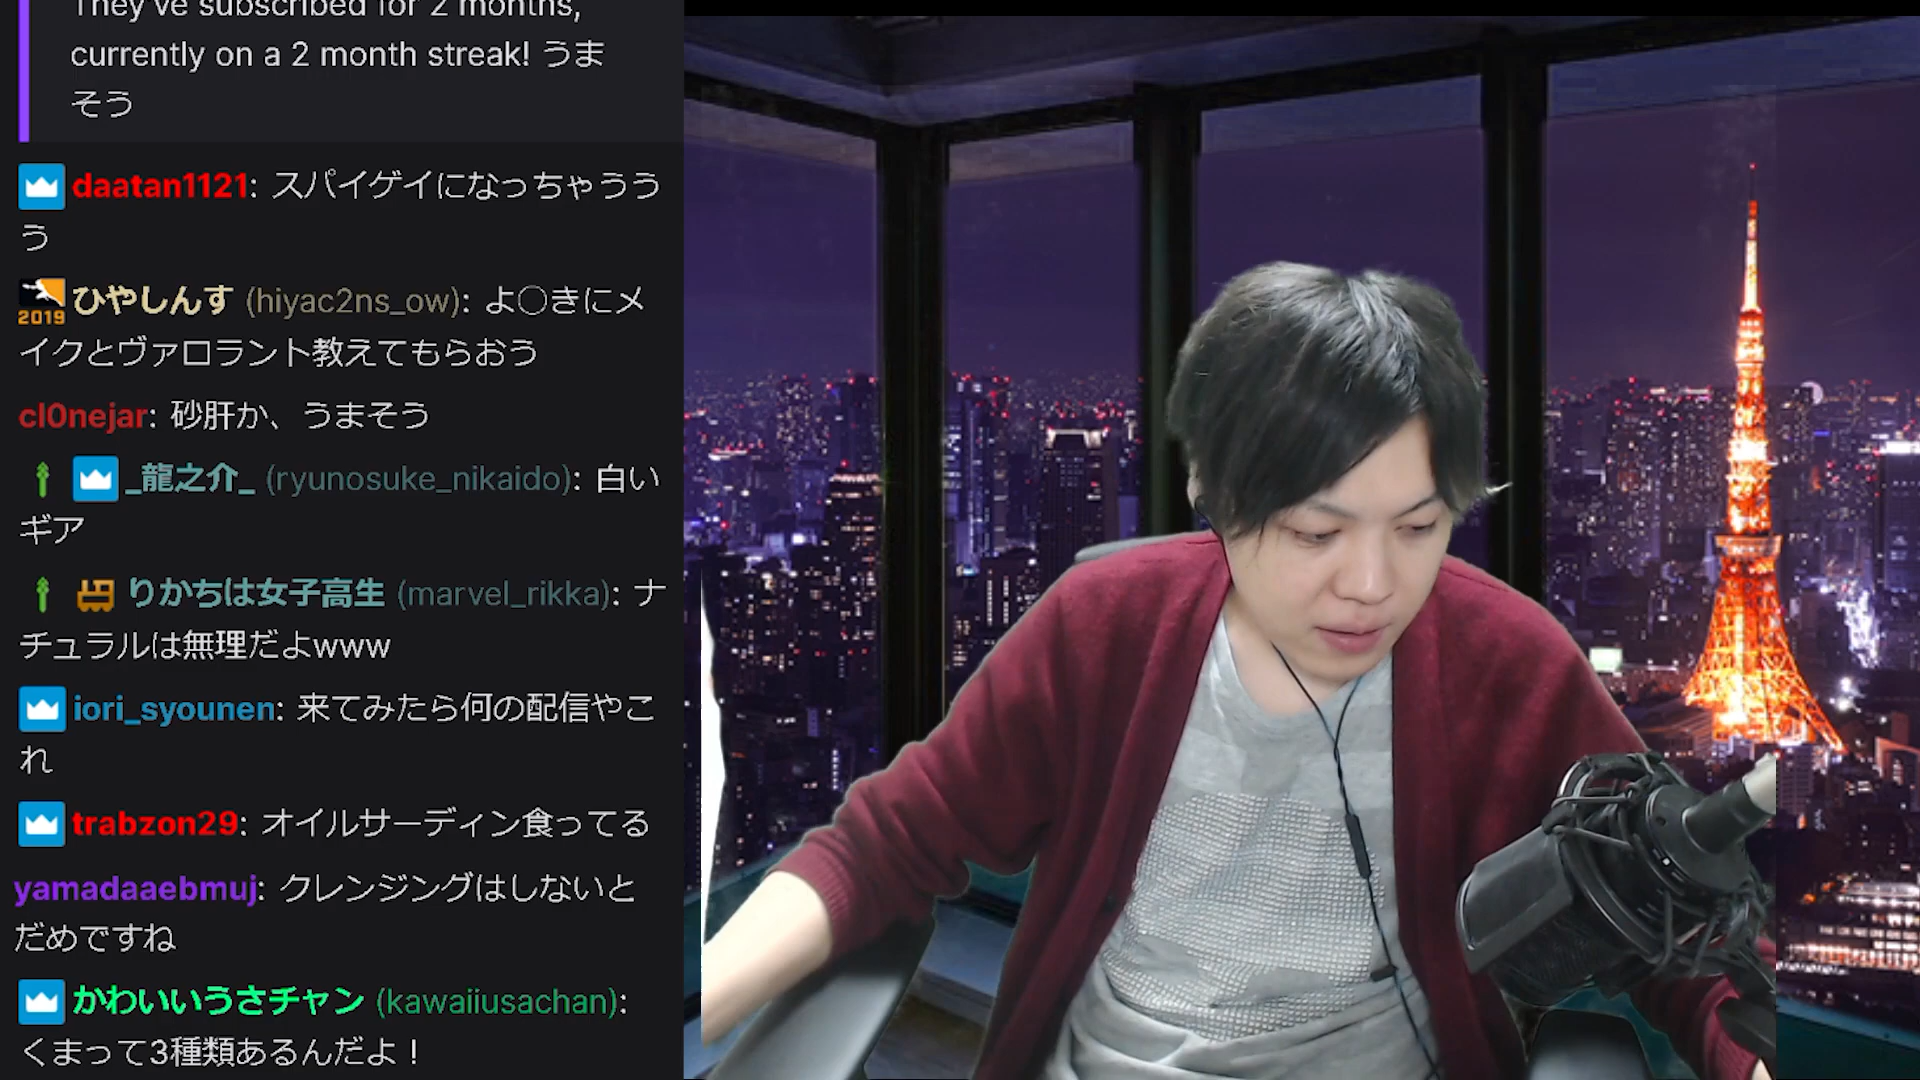 They've subscribed for 2 months,
currently on a 2 month streak! うま
そう
daatan1121: スパイゲイになっちゃうう
う
2019 ひやしんす (hiyac2ns_ow): よ○きにメ
イクとヴァロラント教えてもらおう
cl0nejar: 砂肝か、うまそう
_龍之介_ (ryunosuke_nikaido): 白い
ギア
りかちは女子高生 (marvel_rikka): ナ
チュラルは無理だよwww
iori_syounen: 来てみたら何の配信やこ
れ
trabzon29: オイルサーディン食ってる
yamadaaebmuj: クレンジングはしないと
だめですね
かわいいうさチャン (kawaiiusachan):
くまって3種類あるんだよ！